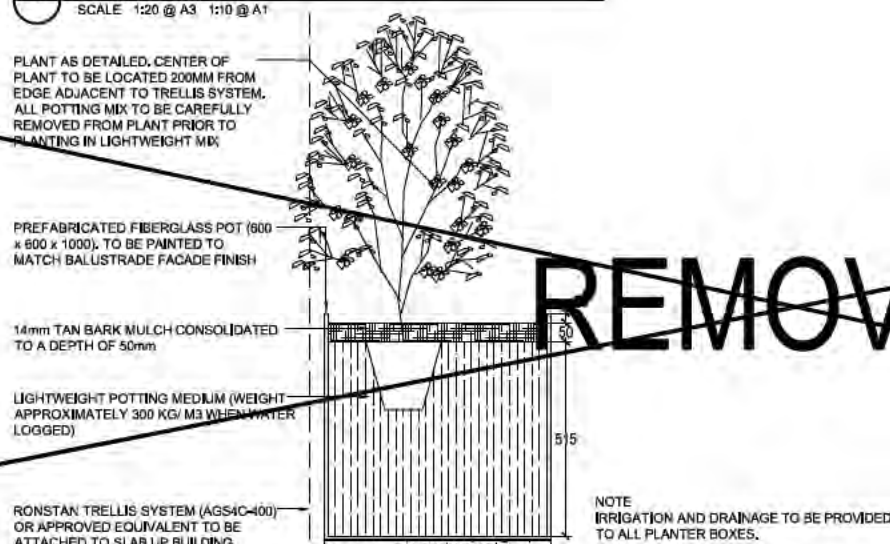 SCALE 1:20 @ A3 1:10 @ A1
PLANT AS DETAILED. CENTER OF
PLANT TO BE LOCATED 200MM FROM
EDGE ADJACENT TO TRELLIS SYSTEM.
ALL POTTING MIX TO BE CAREFULLY
REMOVED FROM PLANT PRIOR TO
PLANTING IN LIGHTWEIGHT MIX
PREFABRICATED FIBERGLASS POT (600
x 600 x 1000). TO BE PAINTED TO
MATCH BALUSTRADE FACADE FINISH
REMOV
14mm TAN BARK MULCH CONSOLIDATED
TO A DEPTH OF 50mm
50
LIGHTWEIGHT POTTING MEDIUM (WEIGHT
APPROXIMATELY 300 KG/ M3 WHEN WATER
LOGGED)
515
RONSTAN TRELLIS SYSTEM (AGS4C-400)
OR APPROVED EQUIVALENT TO BE
ATTACHED TO SLAB UP BUILDING
NOTE
IRRIGATION AND DRAINAGE TO BE PROVIDED
TO ALL PLANTER BOXES.